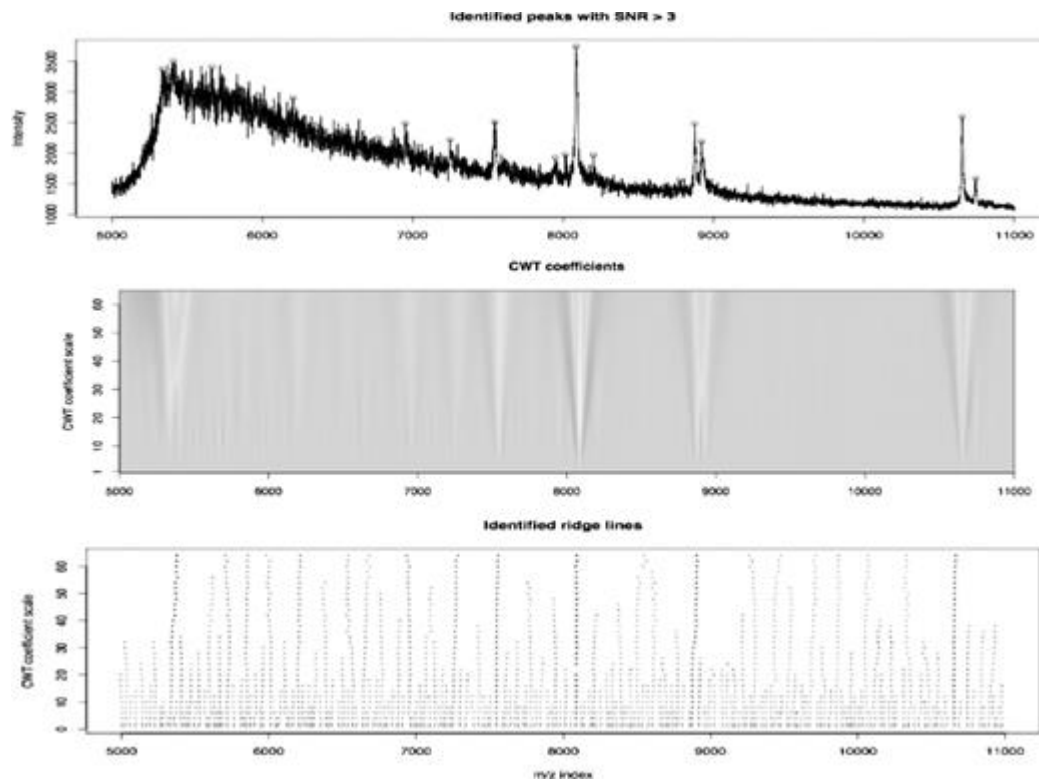 Identified peaks with SNR > 3
Intensity
3500
3000
2500
2000
1500
1000
5000 6000 7000 8000 9000 10000 11000
CWT coefficients
CWT coefficient scale
60
50
40
30
20
10
1
5000 6000 7000 8000 9000 10000 11000
Identified ridge lines
CWT coefficient scale
60
50
40
30
20
10
0
5000 6000 7000 8000 9000 10000 11000
m/z index